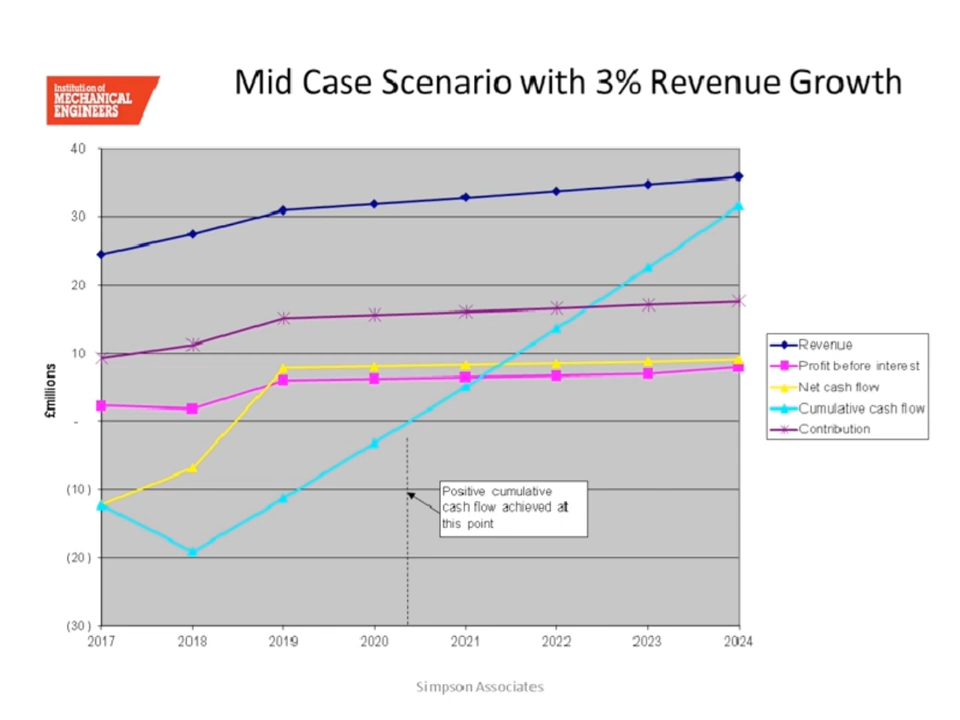 Institution of
MECHANICAL
ENGINEERS
Mid Case Scenario with 3% Revenue Growth
40
30
20
10
-
(10)
(20)
(30)
£millions
2017 2018 2019 2020 2021 2022 2023 2024
Positive cumulative
cash flow achieved at
this point
Revenue
Profit before interest
Net cash flow
Cumulative cash flow
Contribution
Simpson Associates